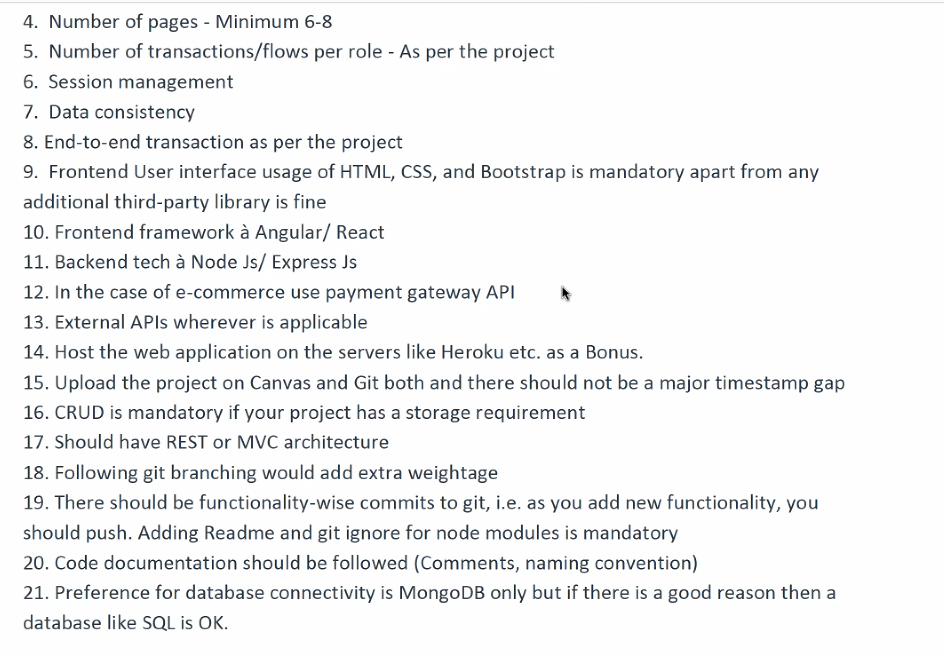 4.  Number of pages - Minimum 6-8
5.  Number of transactions/flows per role - As per the project
6.  Session management
7.  Data consistency
8. End-to-end transaction as per the project
9.  Frontend User interface usage of HTML, CSS, and Bootstrap is mandatory apart from any
additional third-party library is fine
10. Frontend framework à Angular/ React
11. Backend tech à Node Js/ Express Js
12. In the case of e-commerce use payment gateway API
13. External APIs wherever is applicable
14. Host the web application on the servers like Heroku etc. as a Bonus.
15. Upload the project on Canvas and Git both and there should not be a major timestamp gap
16. CRUD is mandatory if your project has a storage requirement
17. Should have REST or MVC architecture
18. Following git branching would add extra weightage
19. There should be functionality-wise commits to git, i.e. as you add new functionality, you
should push. Adding Readme and git ignore for node modules is mandatory
20. Code documentation should be followed (Comments, naming convention)
21. Preference for database connectivity is MongoDB only but if there is a good reason then a
database like SQL is OK.